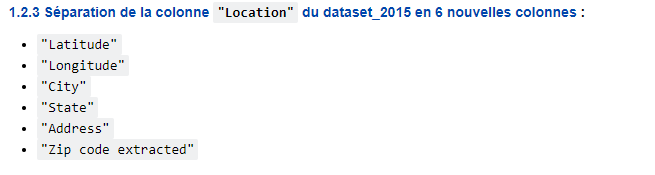 1.2.3 Séparation de la colonne "Location" du dataset_2015 en 6 nouvelles colonnes :
• "Latitude"
• "Longitude"
• "City"
• "State"
• "Address"
• "Zip code extracted"